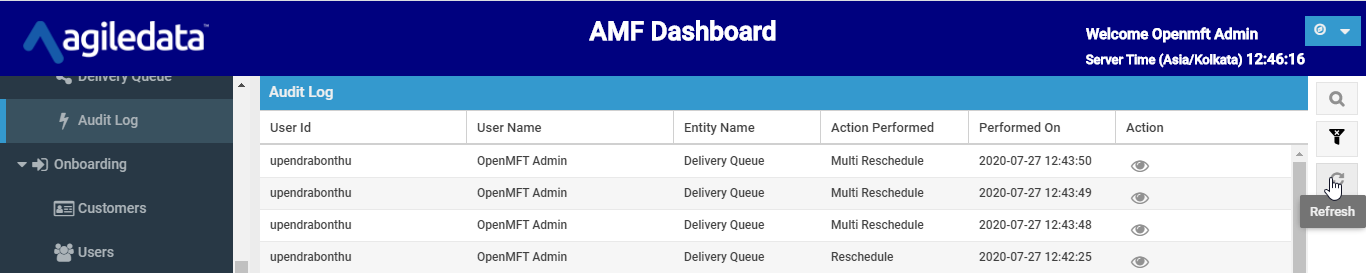 agiledata™
AMF Dashboard
Welcome Openmft Admin
Server Time (Asia/Kolkata) 12:46:16
Delivery Queue
Audit Log
Onboarding
Customers
Users
Audit Log
User Id User Name Entity Name Action Performed Performed On Action
upendrabonthu OpenMFT Admin Delivery Queue Multi Reschedule 2020-07-27 12:43:50
upendrabonthu OpenMFT Admin Delivery Queue Multi Reschedule 2020-07-27 12:43:49
upendrabonthu OpenMFT Admin Delivery Queue Multi Reschedule 2020-07-27 12:43:48
upendrabonthu OpenMFT Admin Delivery Queue Reschedule 2020-07-27 12:42:25
Refresh